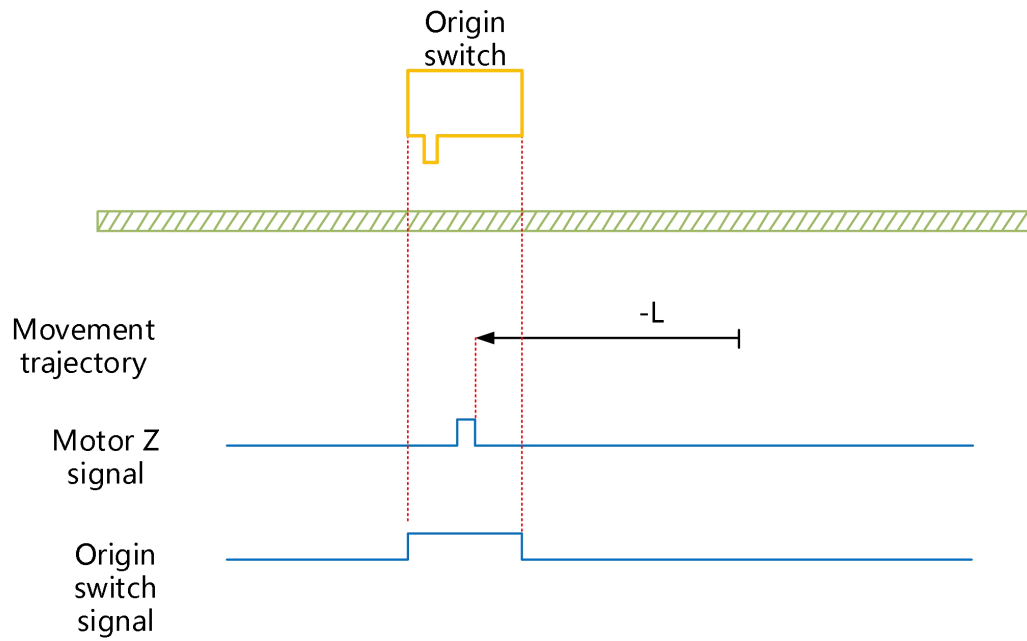 Origin
switch
-L
Movement
trajectory
Motor Z
signal
Origin
switch
signal